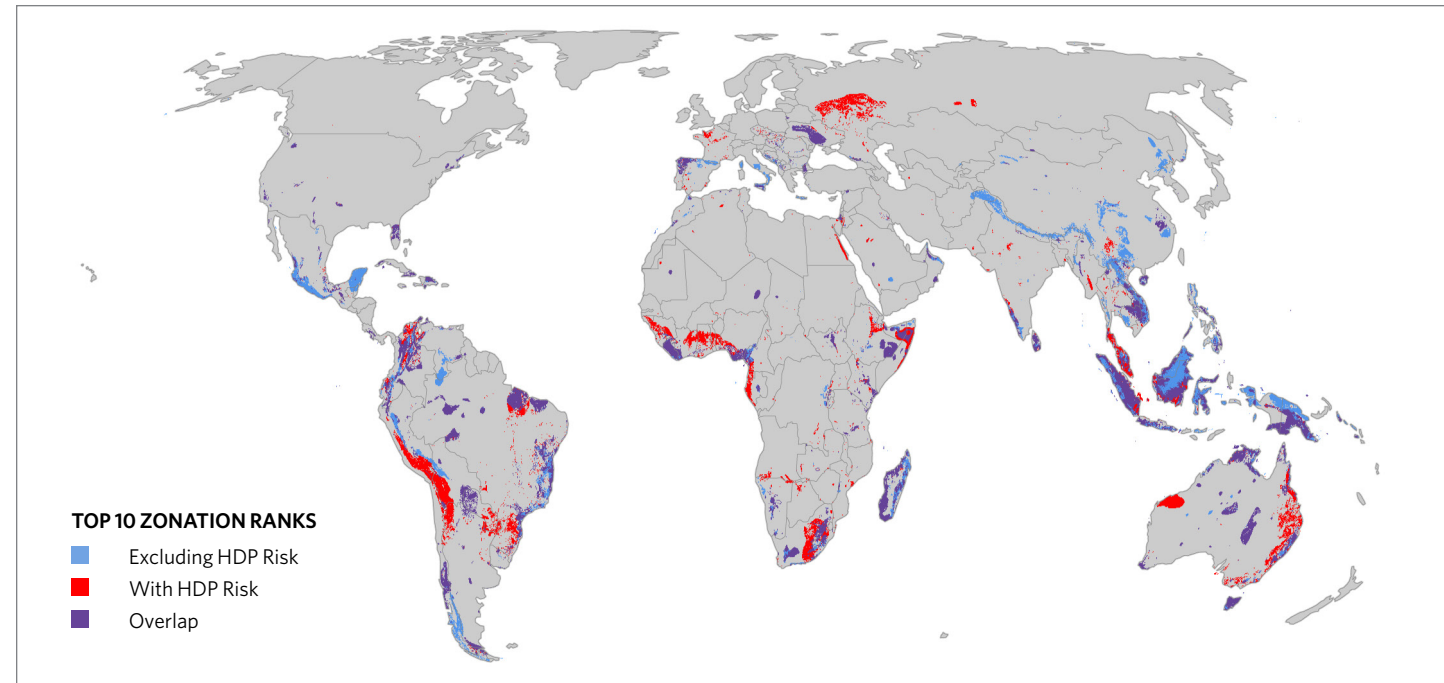 TOP 10 ZONATION RANKS
Excluding HDP Risk
With HDP Risk
Overlap